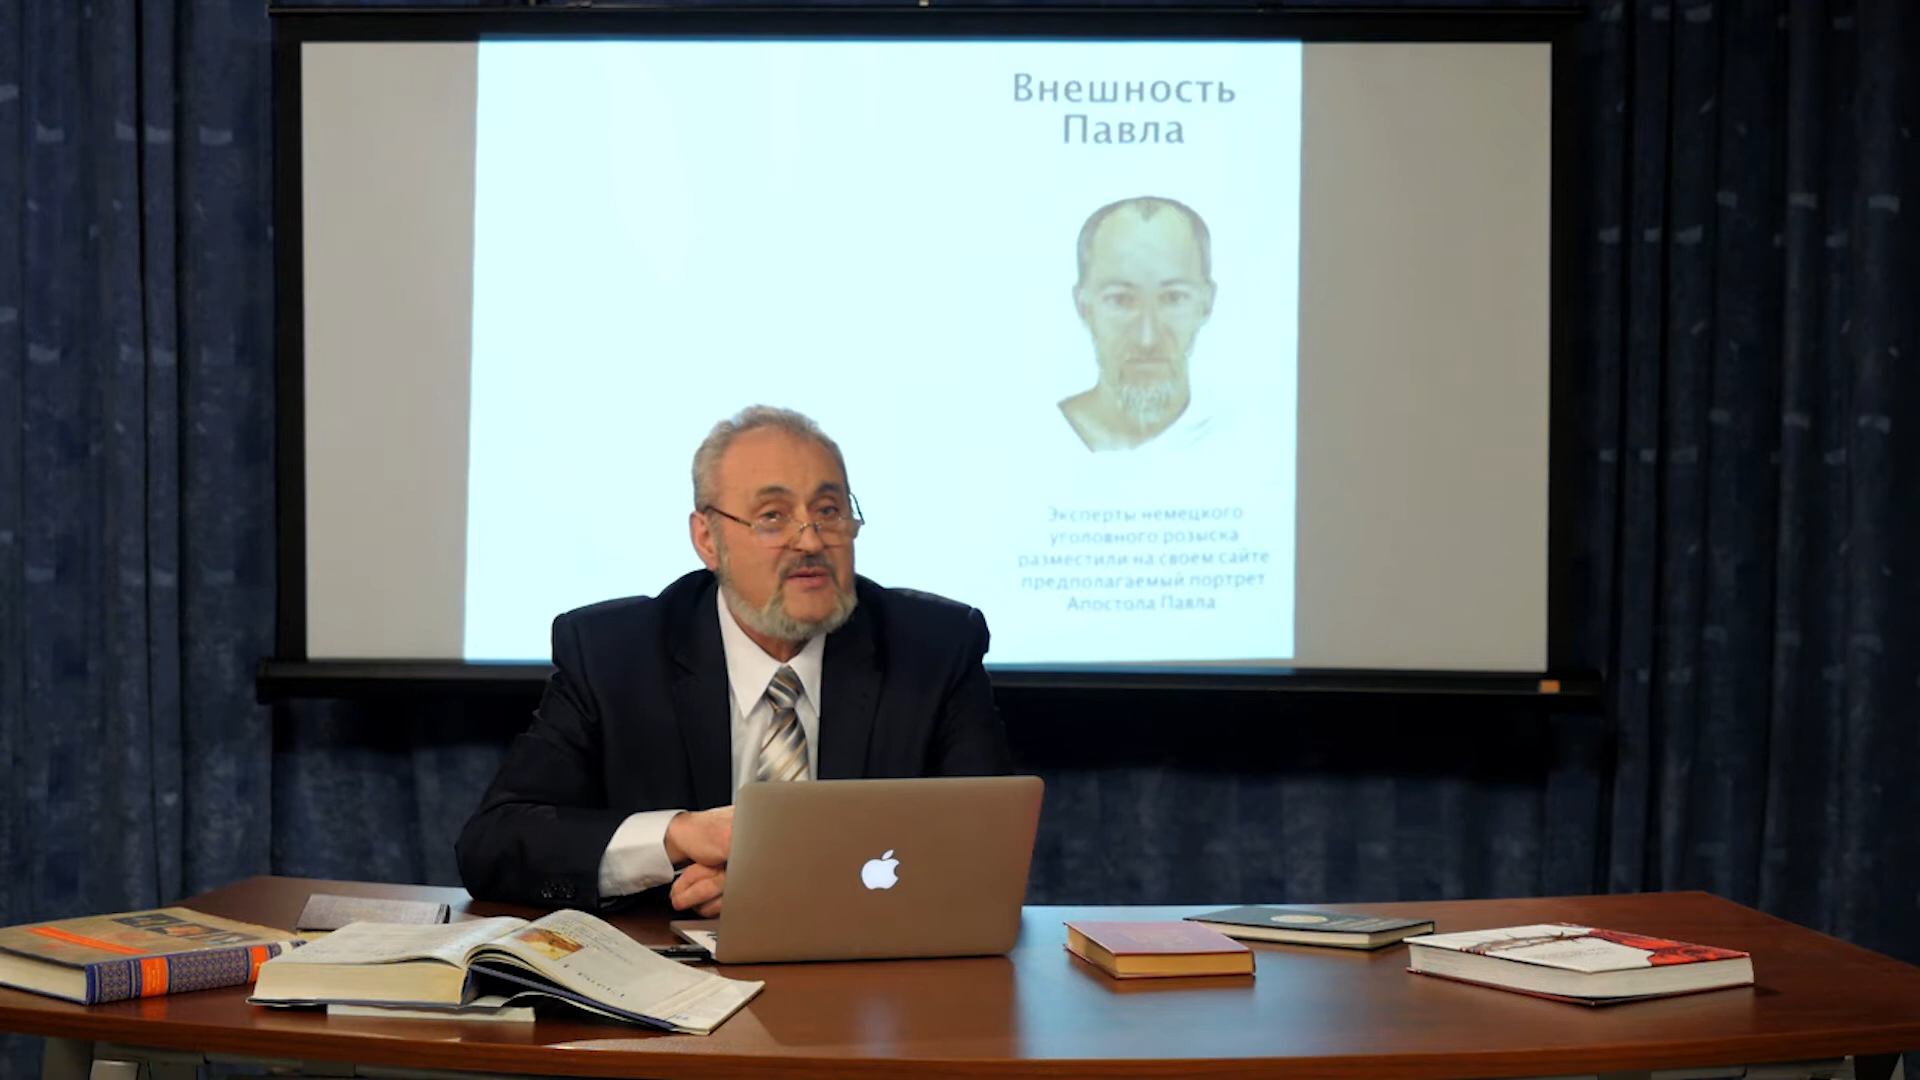 Внешность
Павла
Эксперты немецкого
уголовного розыска
разместили на своем сайте
предполагаемый портрет
Апостола Павла